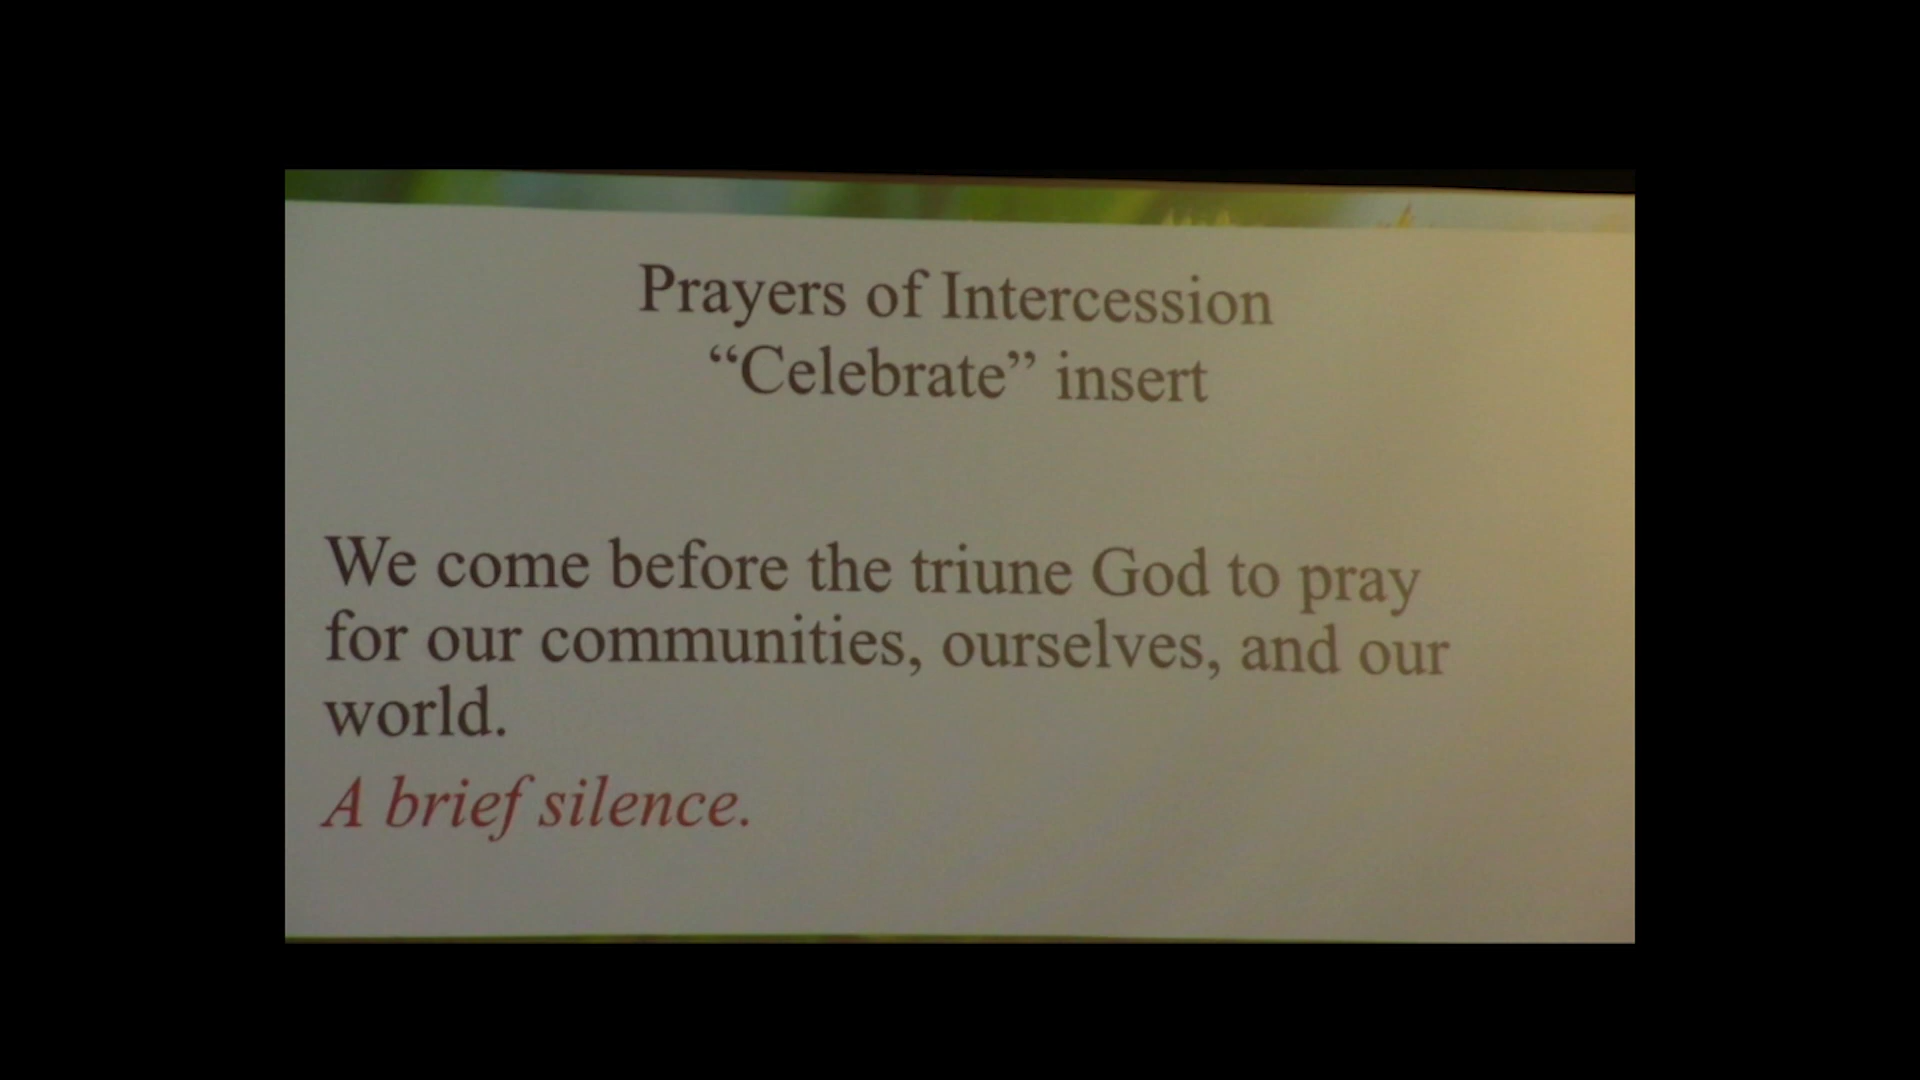 Prayers of Intercession
“Celebrate” insert
We come before the triune God to pray
for our communities, ourselves, and our
world.
A brief silence.